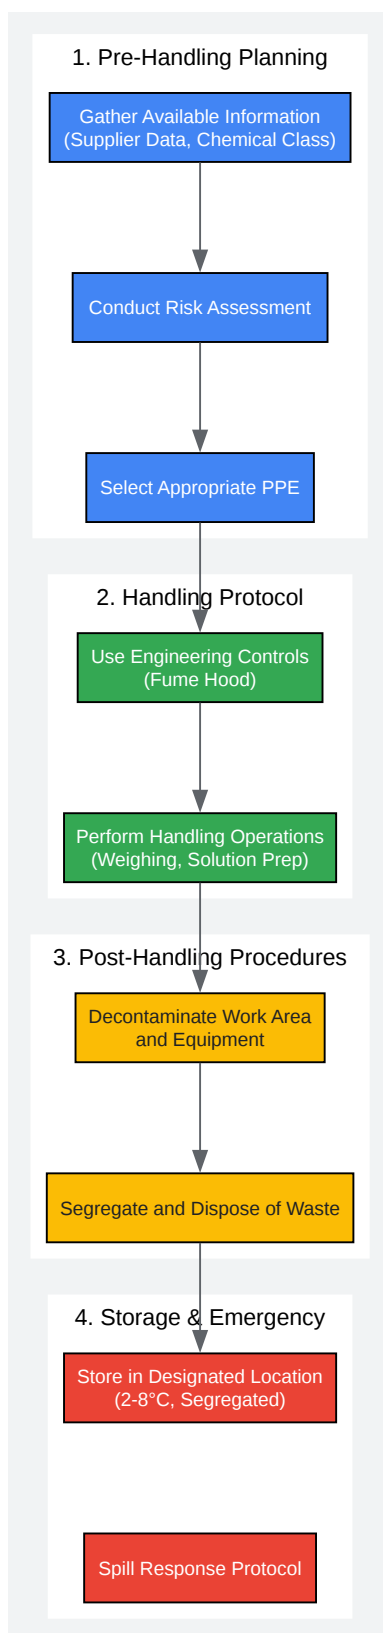 1. Pre-Handling Planning
Gather Available Information
(Supplier Data, Chemical Class)
Conduct Risk Assessment
Select Appropriate PPE
2. Handling Protocol
Use Engineering Controls
(Fume Hood)
Perform Handling Operations
(Weighing, Solution Prep)
3. Post-Handling Procedures
Decontaminate Work Area
and Equipment
Segregate and Dispose of Waste
4. Storage & Emergency
Store in Designated Location
(2-8°C, Segregated)
Spill Response Protocol